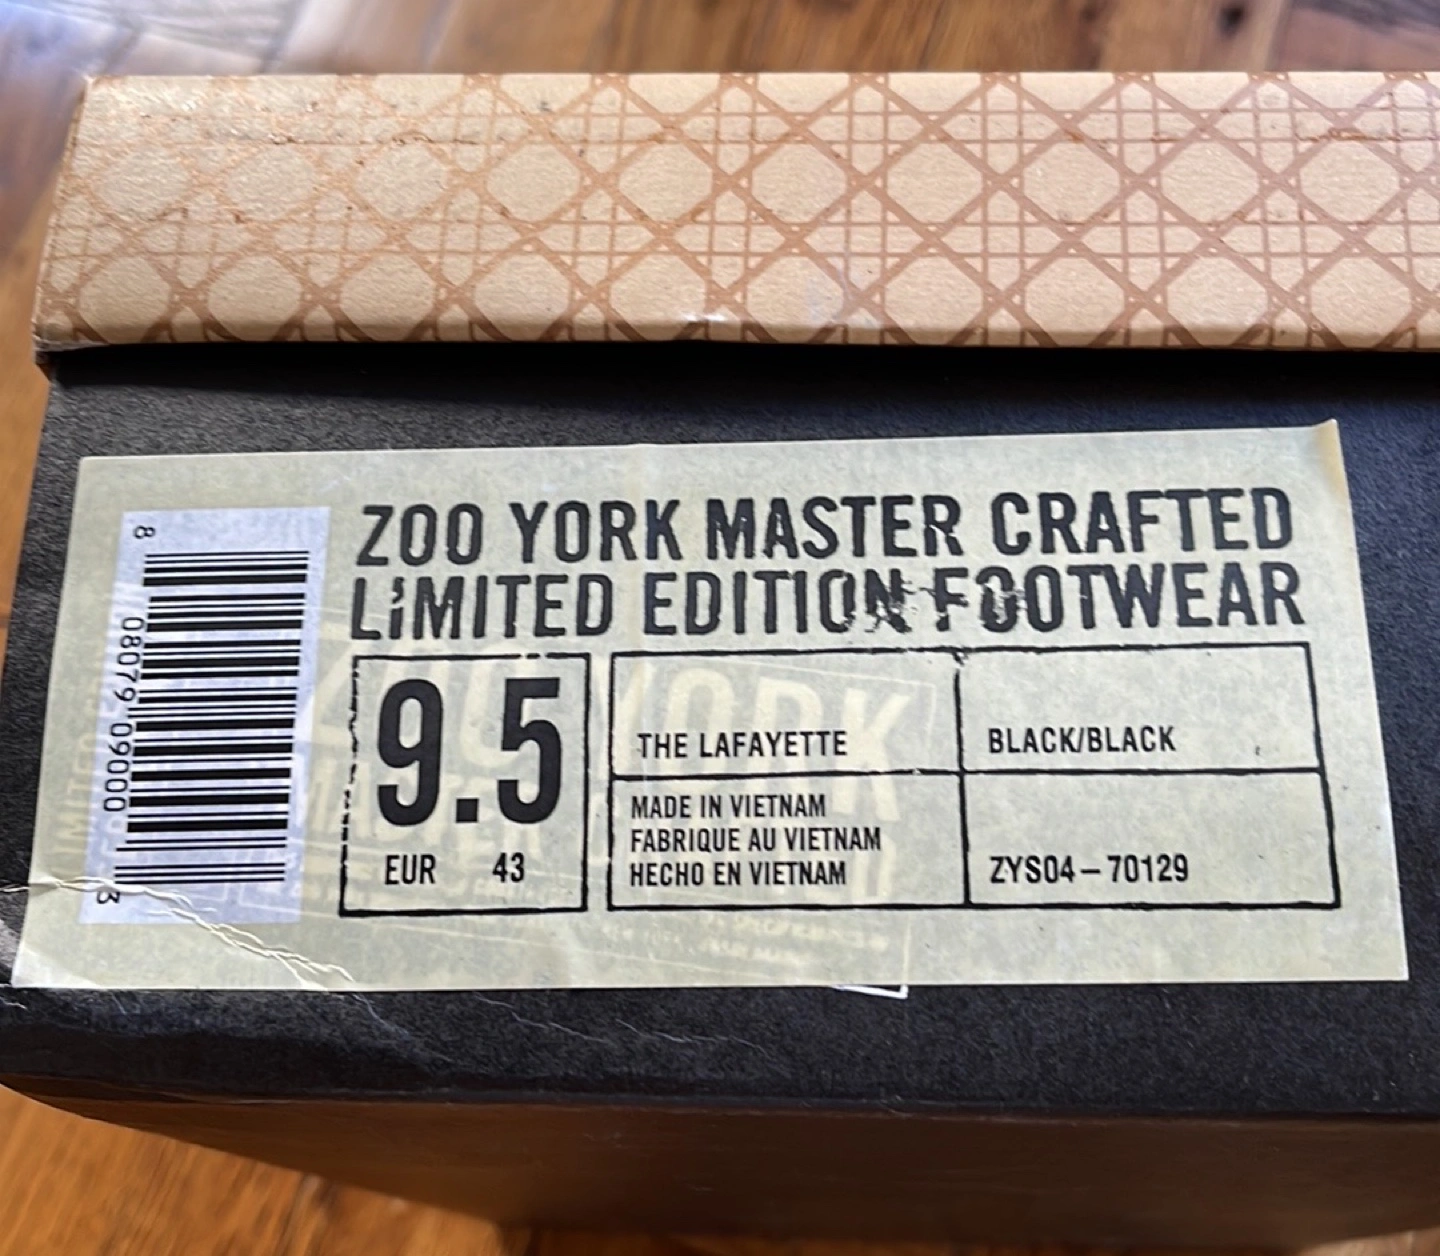 ZOO YORK MASTER CRAFTED
LIMITED EDITION FOOTWEAR
8 08079 09000 3
9.5
EUR 43
THE LAFAYETTE
BLACK/BLACK
MADE IN VIETNAM
FABRIQUE AU VIETNAM
HECHO EN VIETNAM
ZYS04-70129